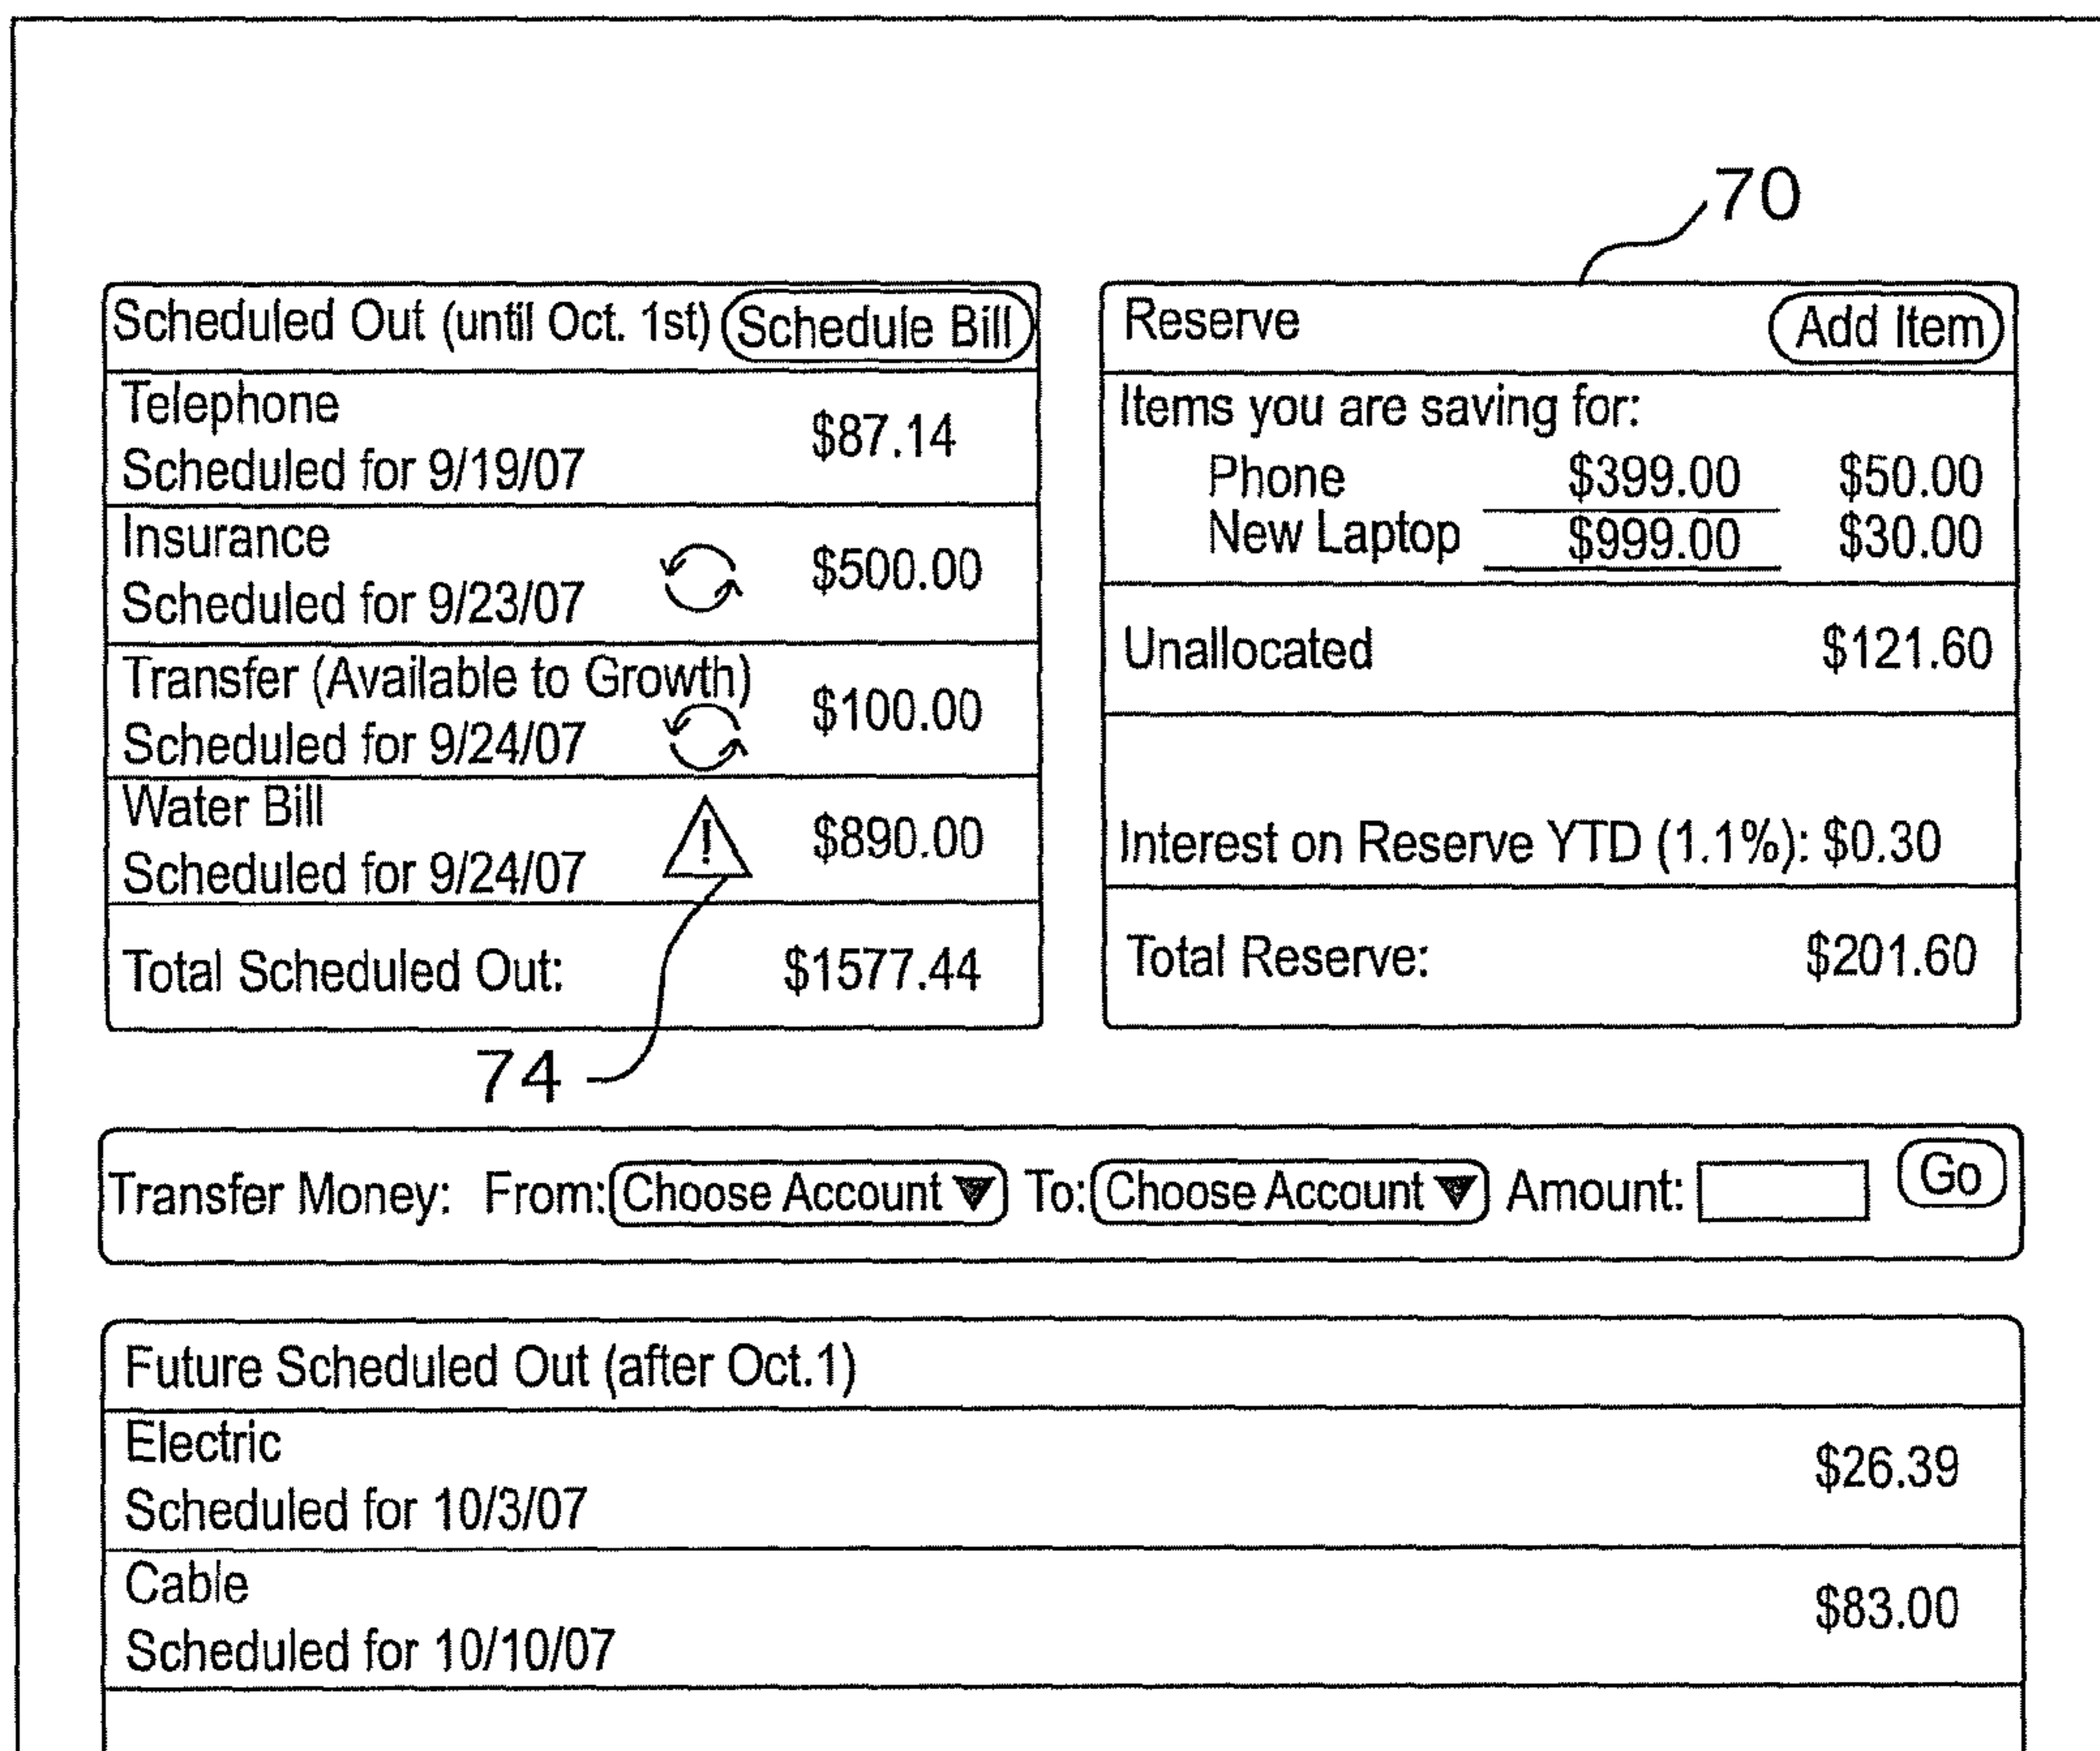 70
Scheduled Out (until Oct. 1st) Schedule Bill
Telephone
Scheduled for 9/19/07 $87.14
Insurance
Scheduled for 9/23/07 $500.00
Transfer (Available to Growth)
Scheduled for 9/24/07 $100.00
Water Bill
Scheduled for 9/24/07 ! $890.00
Total Scheduled Out: $1577.44
74
Reserve Add Item
Items you are saving for:
Phone $399.00 $50.00
New Laptop $999.00 $30.00
Unallocated $121.60
Interest on Reserve YTD (1.1%): $0.30
Total Reserve: $201.60
Transfer Money: From: Choose Account To: Choose Account Amount: Go
Future Scheduled Out (after Oct.1)
Electric
Scheduled for 10/3/07 $26.39
Cable
Scheduled for 10/10/07 $83.00